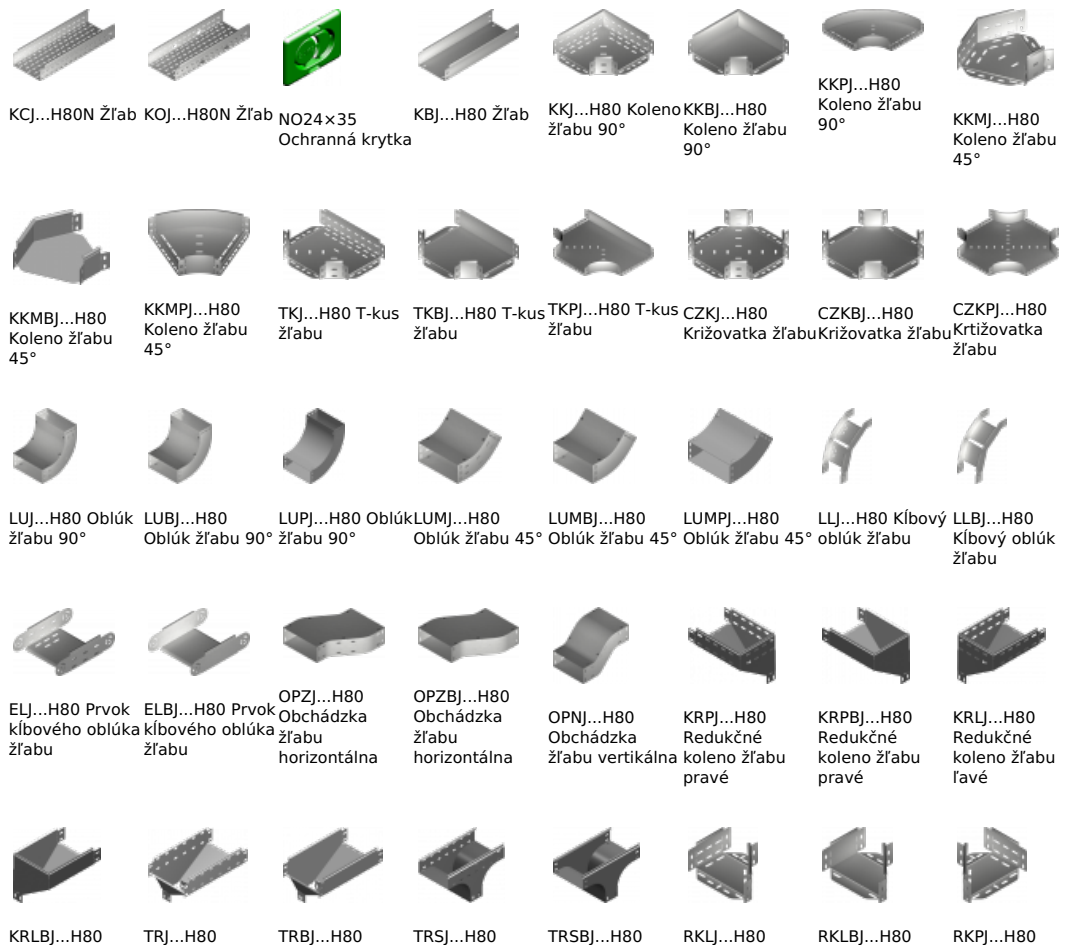 KCJ...H80N Žľab
KOJ...H80N Žľab
NO24×35
Ochranná krytka
KBJ...H80 Žľab
KKJ...H80 Koleno
žľabu 90°
KKBJ...H80
Koleno žľabu
90°
KKPJ...H80
Koleno žľabu
90°
KKMJ...H80
Koleno žľabu
45°
KKMBJ...H80
Koleno žľabu
45°
KKMPJ...H80
Koleno žľabu
45°
TKJ...H80 T-kus
žľabu
TKBJ...H80 T-kus
žľabu
TKPJ...H80 T-kus
žľabu
CZKJ...H80
Križovatka žľabu
CZKBJ...H80
Križovatka žľabu
CZKPJ...H80
Krtižovatka
žľabu
LUJ...H80 Oblúk
žľabu 90°
LUBJ...H80
Oblúk žľabu 90°
LUPJ...H80 Oblúk
žľabu 90°
LUMJ...H80
Oblúk žľabu 45°
LUMBJ...H80
Oblúk žľabu 45°
LUMPJ...H80
Oblúk žľabu 45°
LLJ...H80 Kĺbový
oblúk žľabu
LLBJ...H80
Kĺbový oblúk
žľabu
ELJ...H80 Prvok
kĺbového oblúka
žľabu
ELBJ...H80 Prvok
kĺbového oblúka
žľabu
OPZJ...H80
Obchádzka
žľabu
horizontálna
OPZBJ...H80
Obchádzka
žľabu
horizontálna
OPNJ...H80
Obchádzka
žľabu vertikálna
KRPJ...H80
Redukčné
koleno žľabu
pravé
KRPBJ...H80
Redukčné
koleno žľabu
pravé
KRLJ...H80
Redukčné
koleno žľabu
ľavé
KRLBJ...H80
TRJ...H80
TRBJ...H80
TRSJ...H80
TRSBJ...H80
RKLJ...H80
RKLBJ...H80
RKPJ...H80